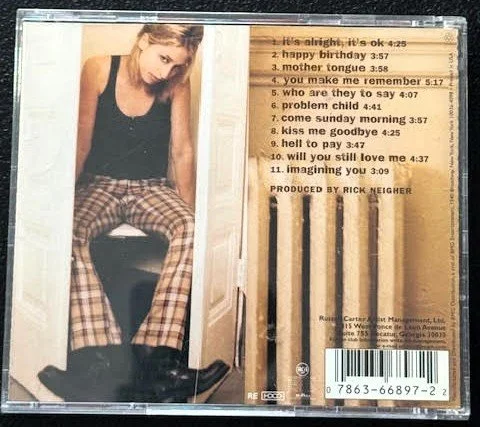 1. it's alright, it's ok 4:25
2. happy birthday 3:57
3. mother tongue 3:58
4. you make me remember 5:17
5. who are they to say 4:07
6. problem child 4:41
7. come sunday morning 3:57
8. kiss me goodbye 4:25
9. hell to pay 3:47
10. will you still love me 4:37
11. imagining you 3:09
PRODUCED BY RICK NEIGHER
Carter Artist Management, Ltd.
315 West Ponce de Leon Avenue
Suite 755 Decatur, Georgia
RE HDCD
0 7863-66897-2 2